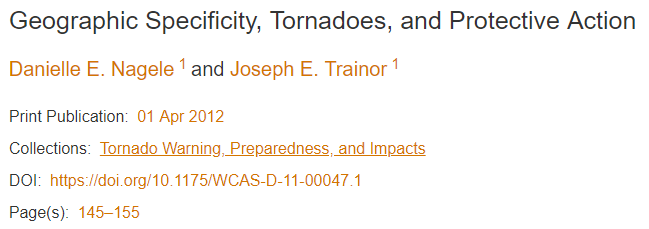 Geographic Specificity, Tornadoes, and Protective Action
Danielle E. Nagele 1 and Joseph E. Trainor 1
Print Publication: 01 Apr 2012
Collections: Tornado Warning, Preparedness, and Impacts
DOI: https://doi.org/10.1175/WCAS-D-11-00047.1
Page(s): 145–155